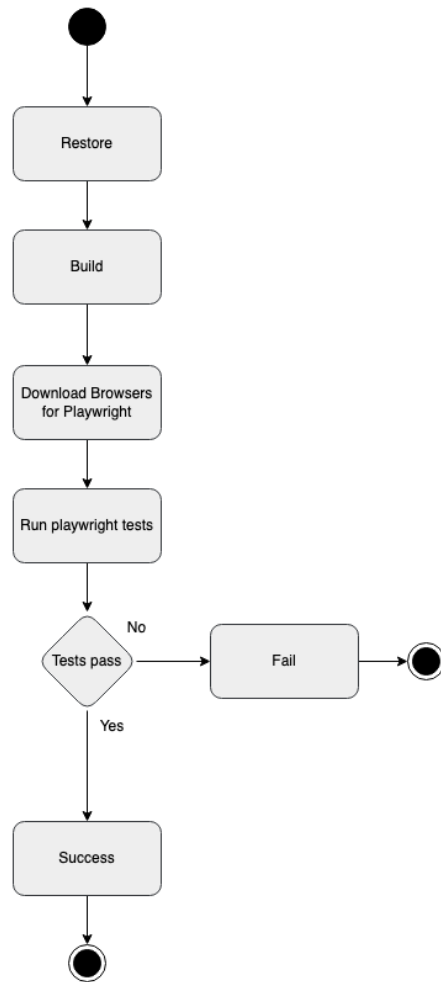 Restore
Build
Download Browsers
for Playwright
Run playwright tests
No
Tests pass
Fail
Yes
Success